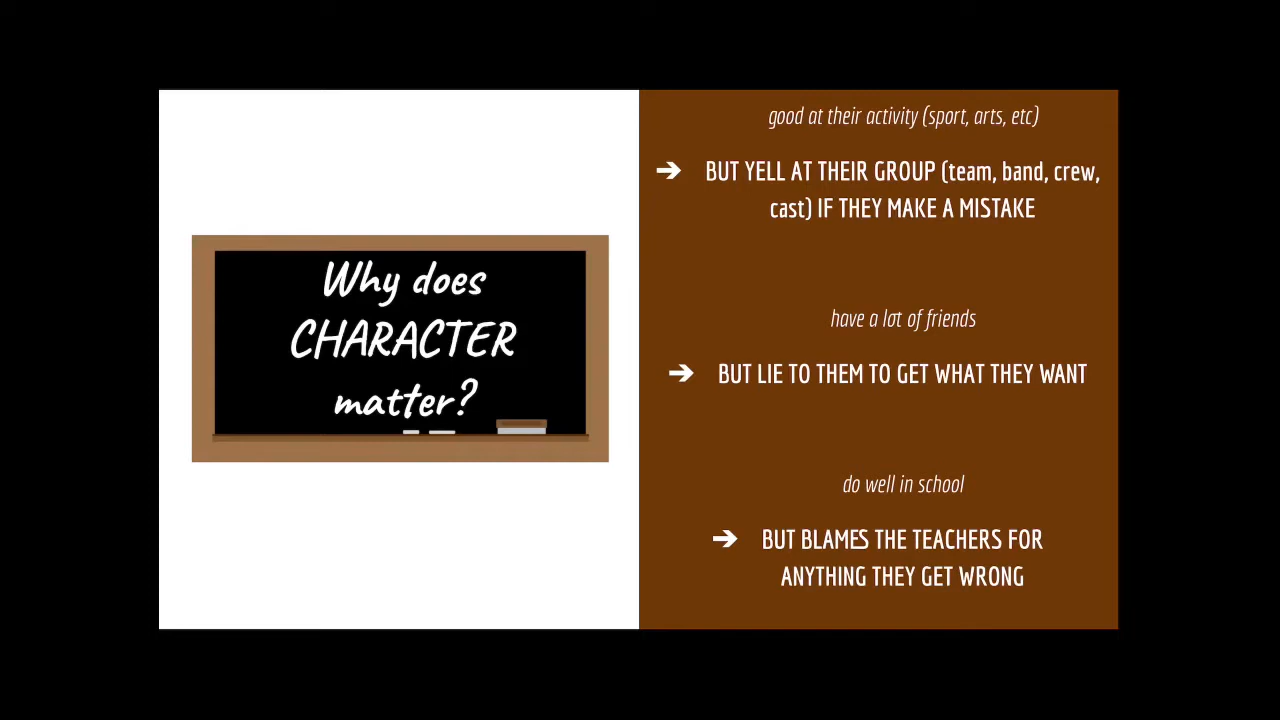 Why does
CHARACTER
matter?
good at their activity (sport, arts, etc)
➔ BUT YELL AT THEIR GROUP (team, band, crew,
cast) IF THEY MAKE A MISTAKE
have a lot of friends
➔ BUT LIE TO THEM TO GET WHAT THEY WANT
do well in school
➔ BUT BLAMES THE TEACHERS FOR
ANYTHING THEY GET WRONG